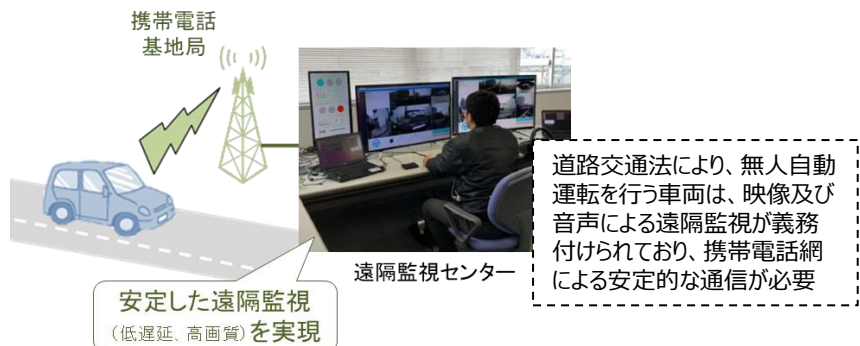 携帯電話
基地局
道路交通法により、無人自動
運転を行う車両は、映像及び
音声による遠隔監視が義務
付けられており、携帯電話網
による安定的な通信が必要
遠隔監視センター
安定した遠隔監視
(低遅延、高画質)を実現